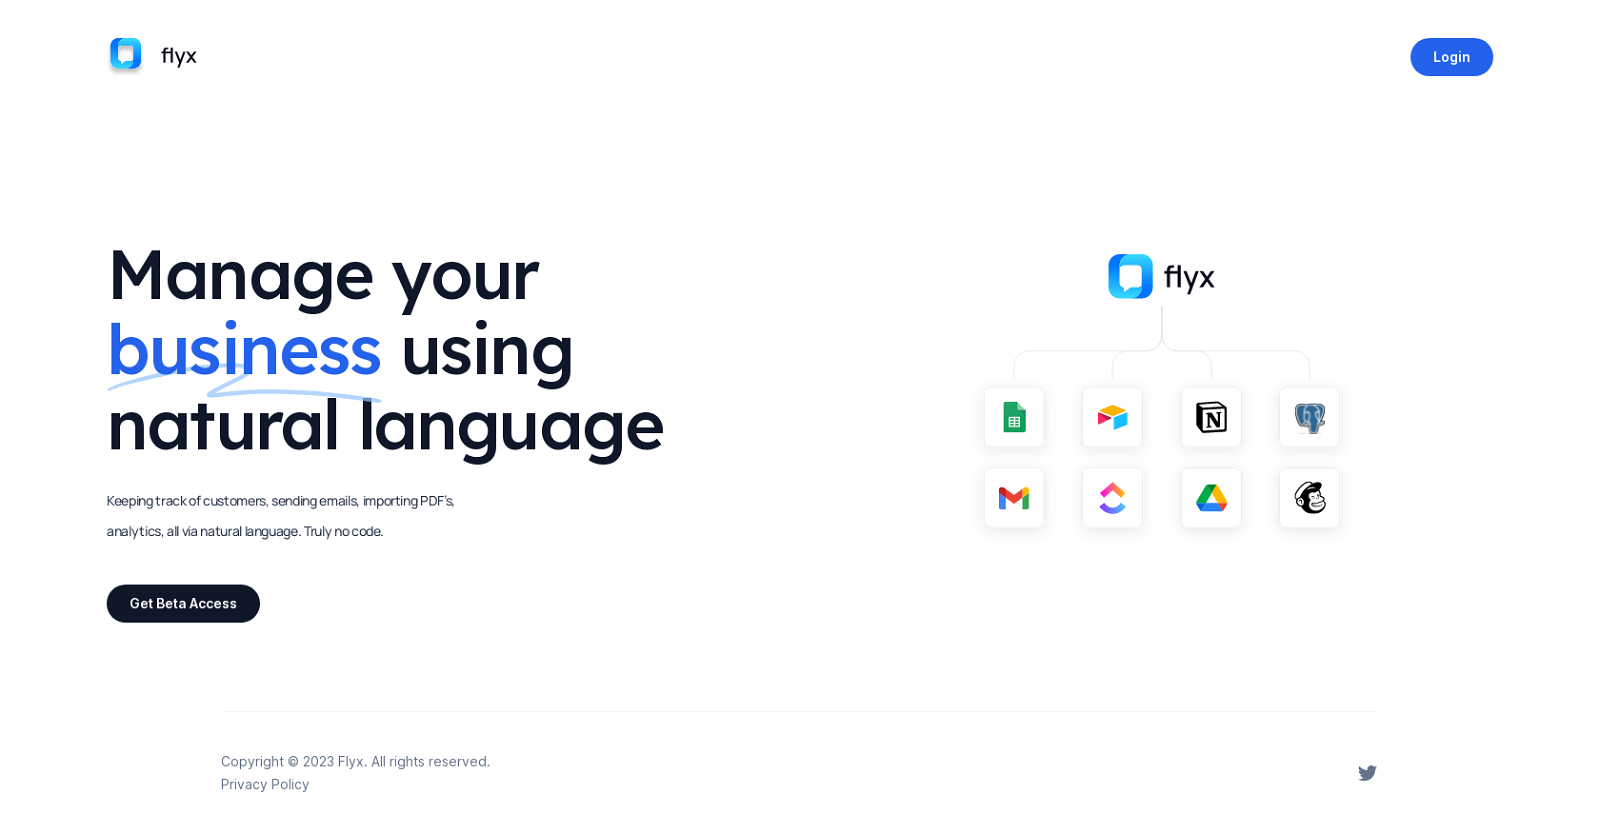 flyx
Login
Manage your
business using
natural language
Keeping track of customers, sending emails, importing PDF's,
analytics, all via natural language. Truly no code.
Get Beta Access
flyx
Copyright © 2023 Flyx. All rights reserved.
Privacy Policy